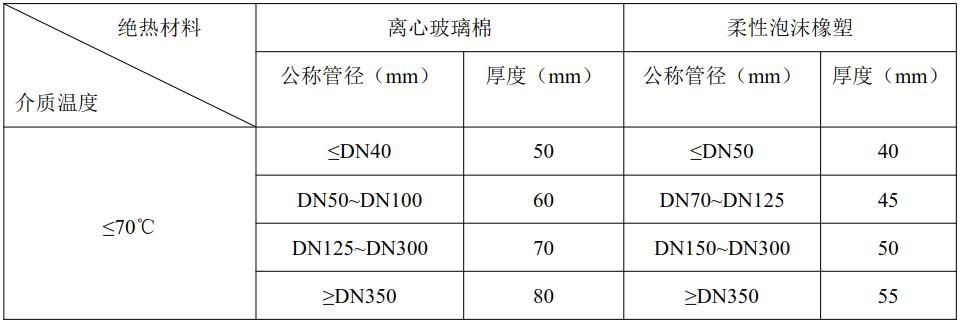 绝热材料 离心玻璃棉 柔性泡沫橡塑
介质温度 公称管径（mm） 厚度（mm） 公称管径（mm） 厚度（mm）
≤70℃ ≤DN40 50 ≤DN50 40
DN50~DN100 60 DN70~DN125 45
DN125~DN300 70 DN150~DN300 50
≥DN350 80 ≥DN350 55